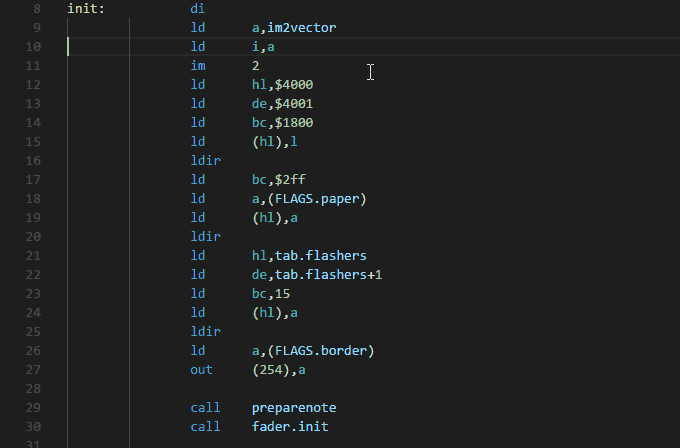 8 init: di
9 ld a,im2vector
10 ld i,a
11 im 2
12 ld hl,$4000
13 ld de,$4001
14 ld bc,$1800
15 ld (hl),l
16 ldir
17 ld bc,$2ff
18 ld a,(FLAGS.paper)
19 ld (hl),a
20 ldir
21 ld hl,tab.flashers
22 ld de,tab.flashers+1
23 ld bc,15
24 ld (hl),a
25 ldir
26 ld a,(FLAGS.border)
27 out (254),a
28
29 call preparenote
30 call fader.init
31